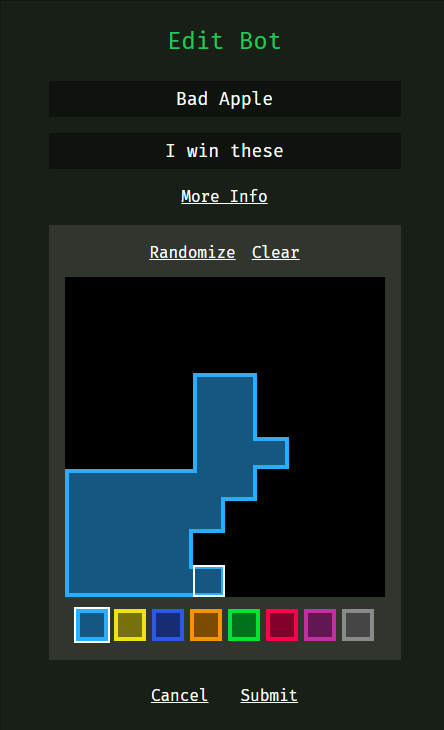 Edit Bot
Bad Apple
I win these
More Info
Randomize Clear
Cancel Submit